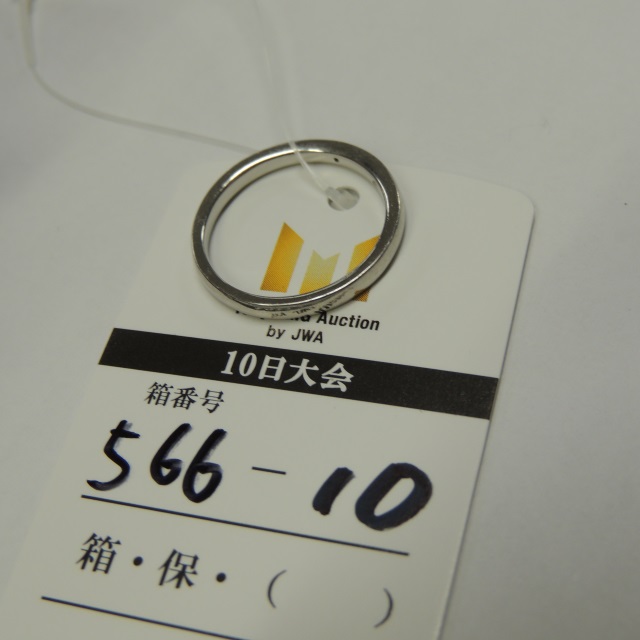 Auction
by JWA
10日大会
箱番号
566-10
箱・保・( )